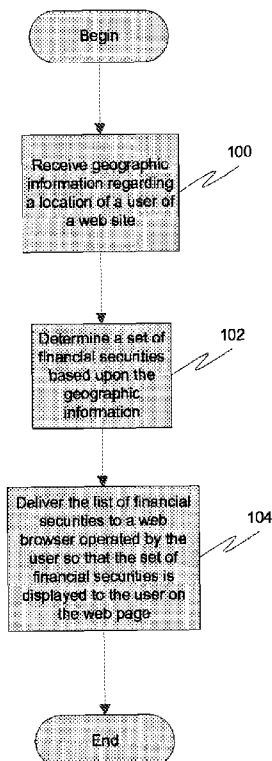 Begin
100
Receive geographic
information regarding
a location of a user of
a web site
102
Determine a set of
financial securities
based upon the
geographic
information
104
Deliver the list of financial
securities to a web
browser operated by the
user so that the set of
financial securities is
displayed to the user on
the web page
End